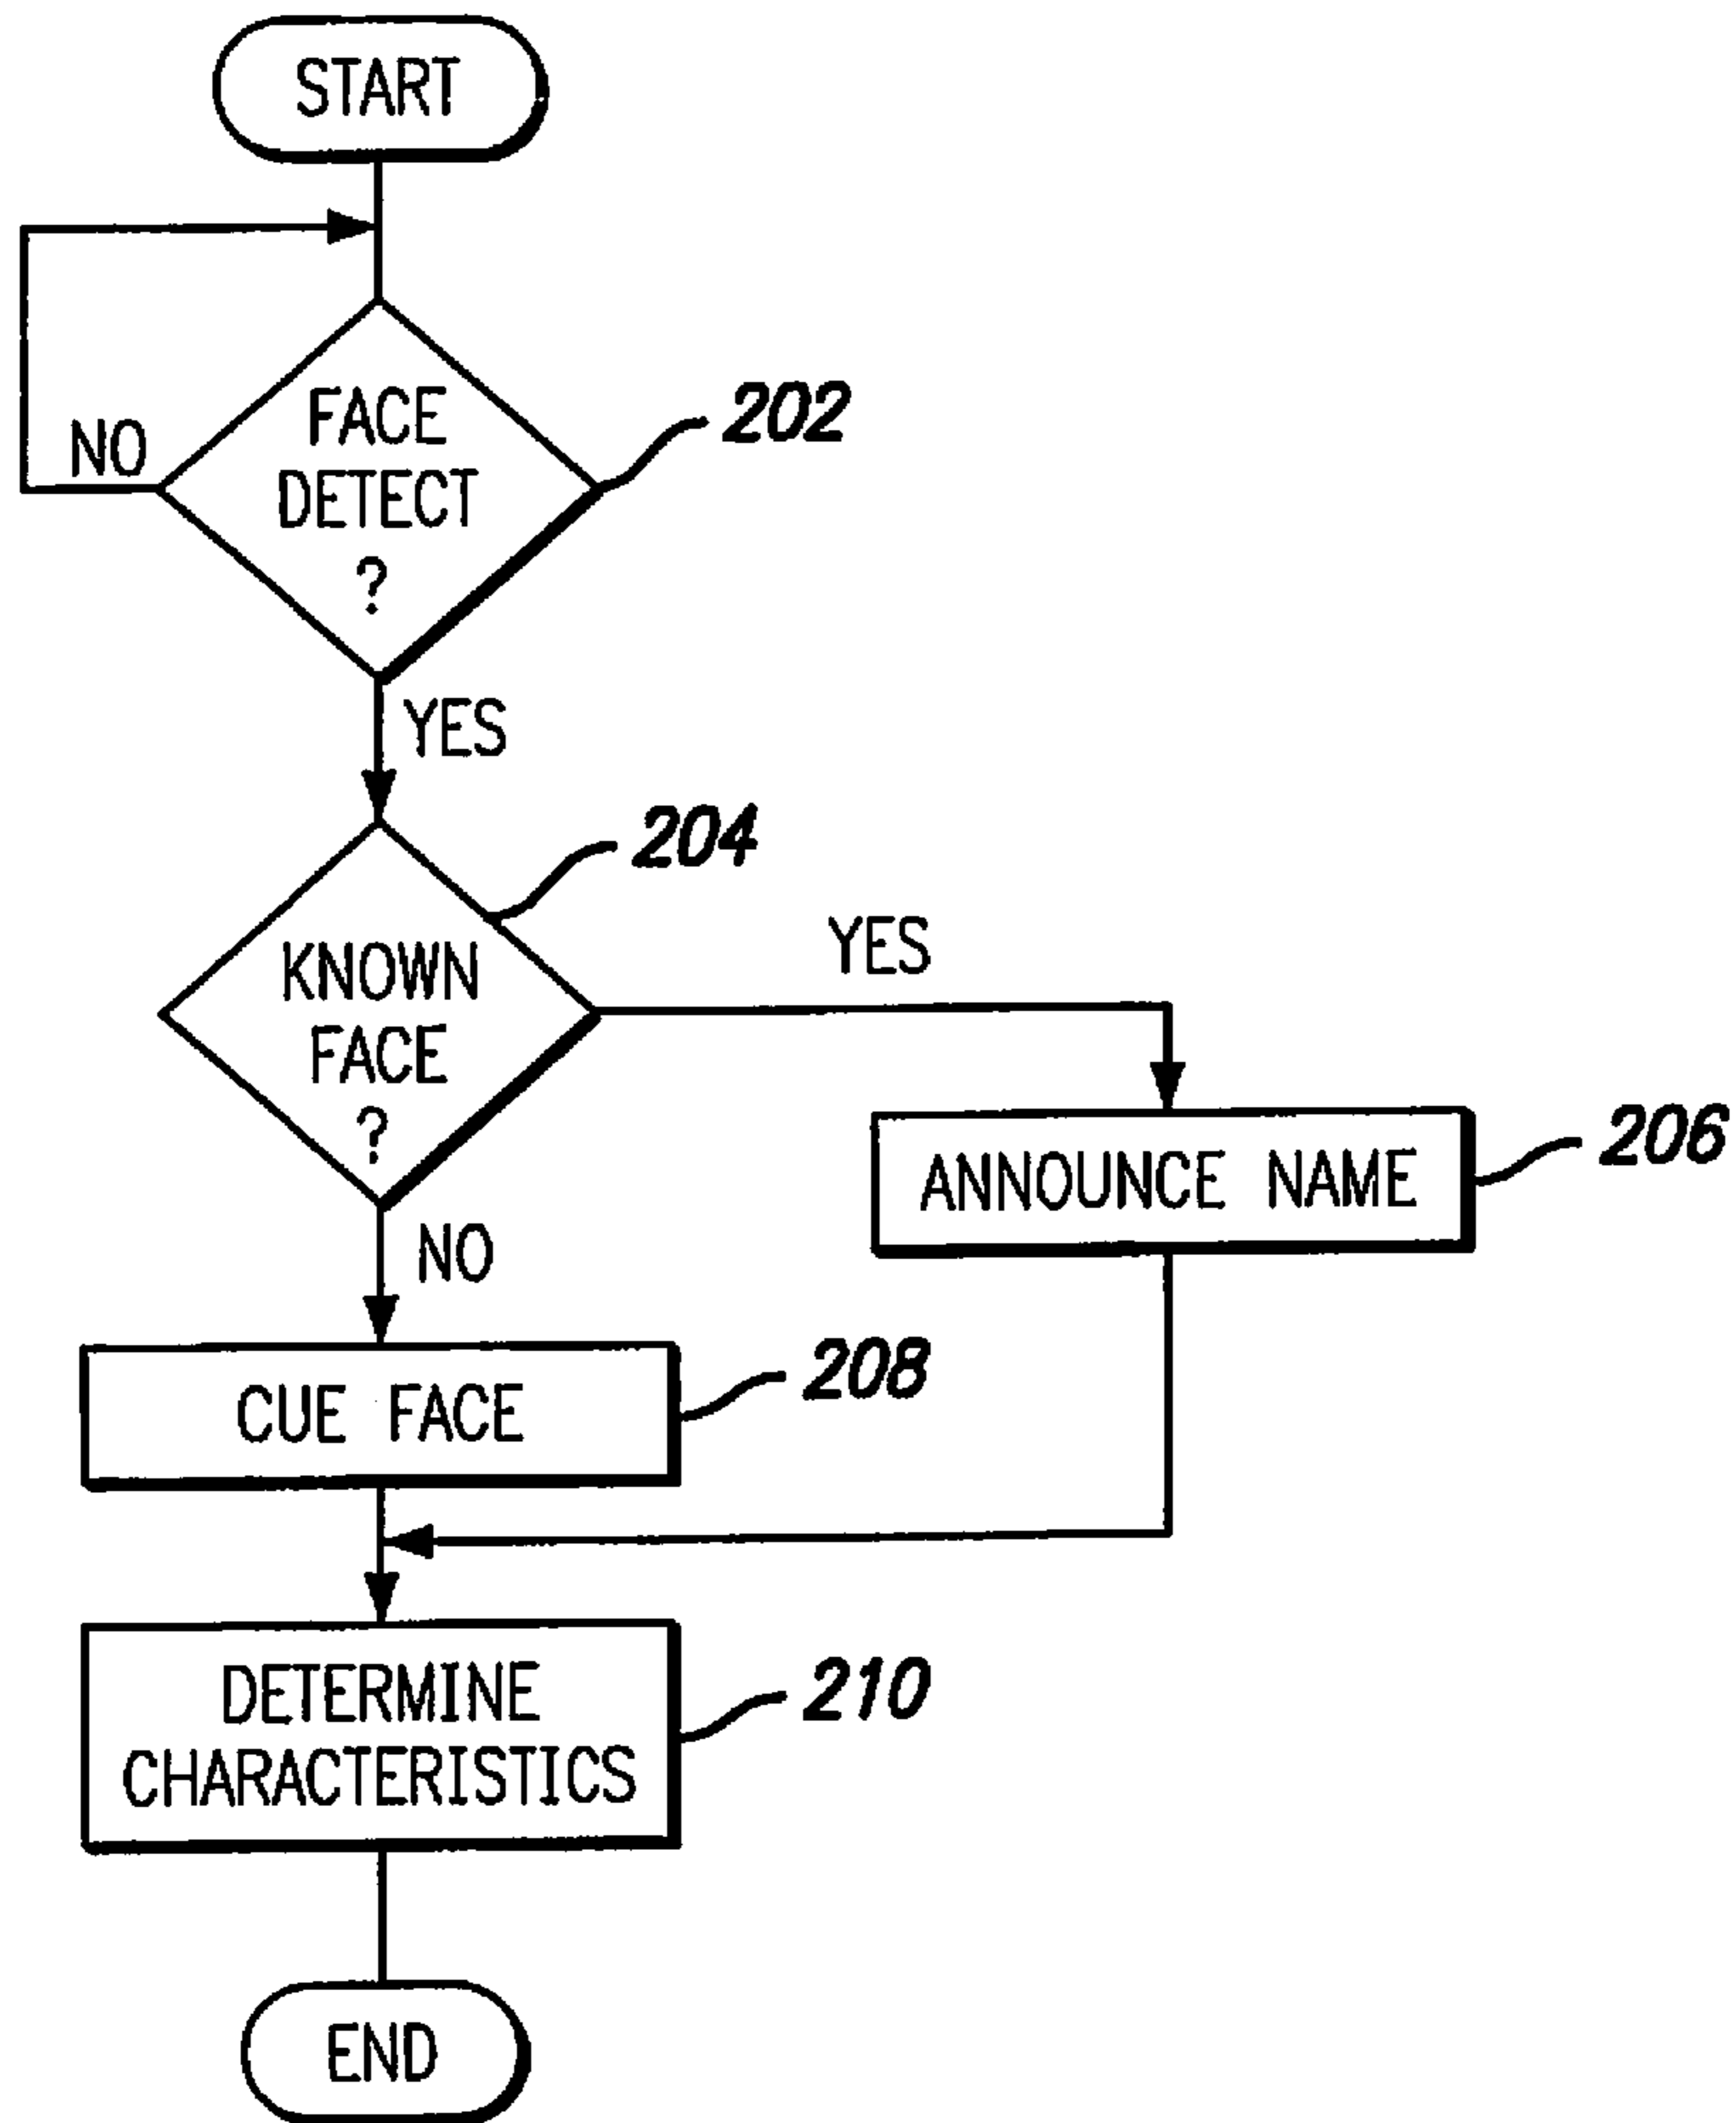 START
FACE
DETECT
?
NO
202
YES
204
KNOWN
FACE
?
YES
206
ANNOUNCE NAME
NO
208
CUE FACE
210
DETERMINE
CHARACTERISTICS
END